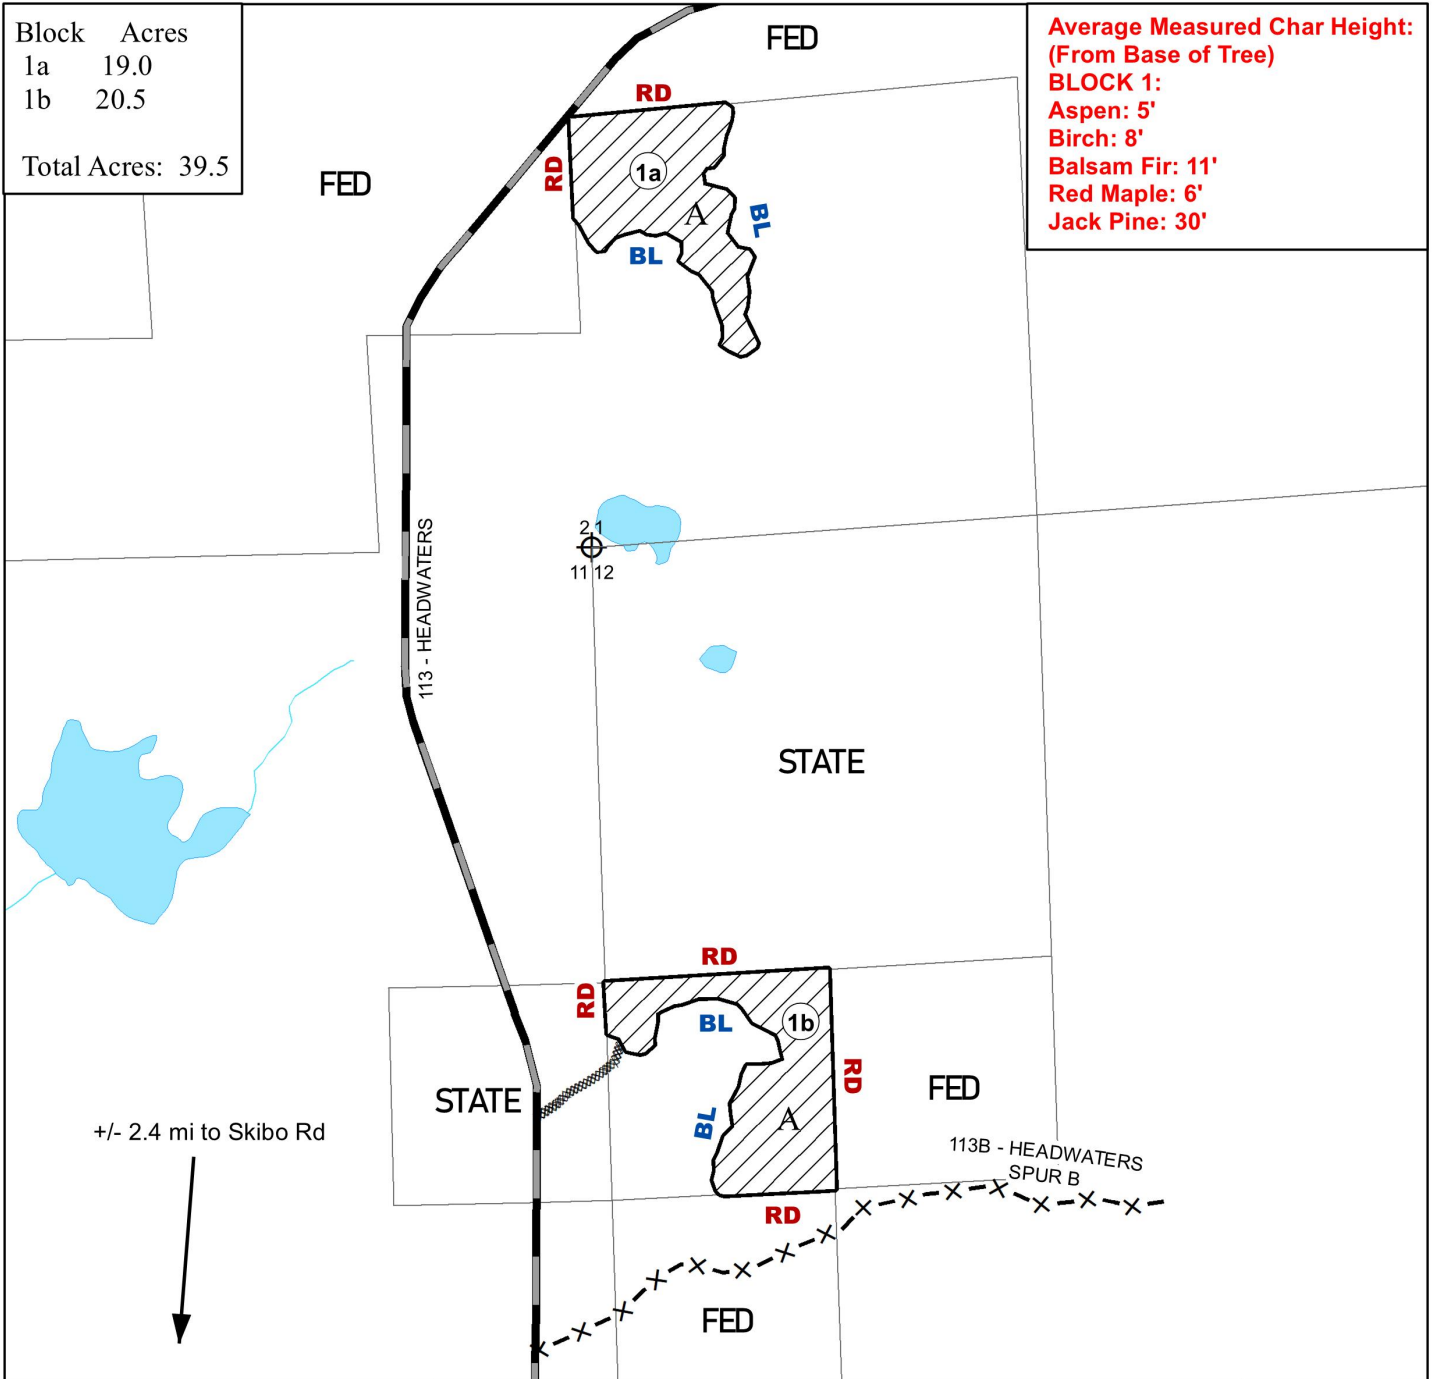 Block Acres
1a 19.0
1b 20.5
Total Acres: 39.5
FED
Average Measured Char Height:
(From Base of Tree)
BLOCK 1:
Aspen: 5'
Birch: 8'
Balsam Fir: 11'
Red Maple: 6'
Jack Pine: 30'
RD
FED
RD
1a
A
BL
BL
2 1
11 12
113 - HEADWATERS
STATE
RD
RD
BL
1b
RD
FED
STATE
BL
A
+/- 2.4 mi to Skibo Rd
113B - HEADWATERS
SPUR B
RD
FED